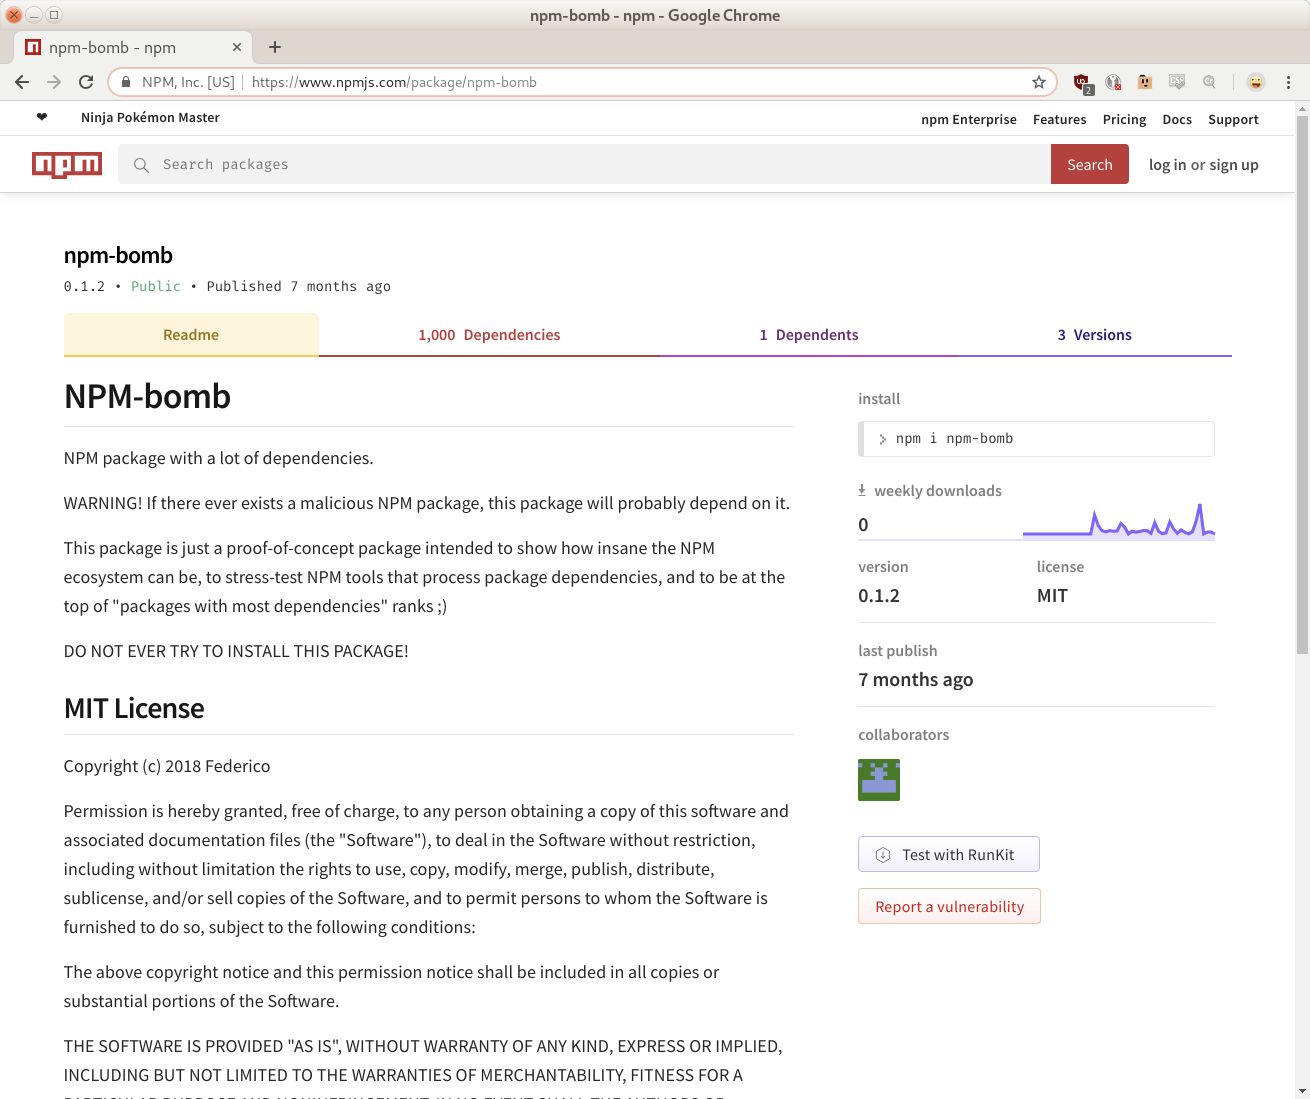 npm-bomb - npm - Google Chrome
npm-bomb - npm
NPM, Inc. [US] https://www.npmjs.com/package/npm-bomb
2
❤ Ninja Pokémon Master npm Enterprise Features Pricing Docs Support
npm Search packages Search log in or sign up
npm-bomb
0.1.2 • Public • Published 7 months ago
Readme 1,000 Dependencies 1 Dependents 3 Versions
NPM-bomb
NPM package with a lot of dependencies.
WARNING! If there ever exists a malicious NPM package, this package will probably depend on it.
This package is just a proof-of-concept package intended to show how insane the NPM
ecosystem can be, to stress-test NPM tools that process package dependencies, and to be at the
top of "packages with most dependencies" ranks ;)
DO NOT EVER TRY TO INSTALL THIS PACKAGE!
MIT License
Copyright (c) 2018 Federico
Permission is hereby granted, free of charge, to any person obtaining a copy of this software and
associated documentation files (the "Software"), to deal in the Software without restriction,
including without limitation the rights to use, copy, modify, merge, publish, distribute,
sublicense, and/or sell copies of the Software, and to permit persons to whom the Software is
furnished to do so, subject to the following conditions:
The above copyright notice and this permission notice shall be included in all copies or
substantial portions of the Software.
THE SOFTWARE IS PROVIDED "AS IS", WITHOUT WARRANTY OF ANY KIND, EXPRESS OR IMPLIED,
INCLUDING BUT NOT LIMITED TO THE WARRANTIES OF MERCHANTABILITY, FITNESS FOR A
install
> npm i npm-bomb
weekly downloads
0
version license
0.1.2 MIT
last publish
7 months ago
collaborators
Test with RunKit
Report a vulnerability